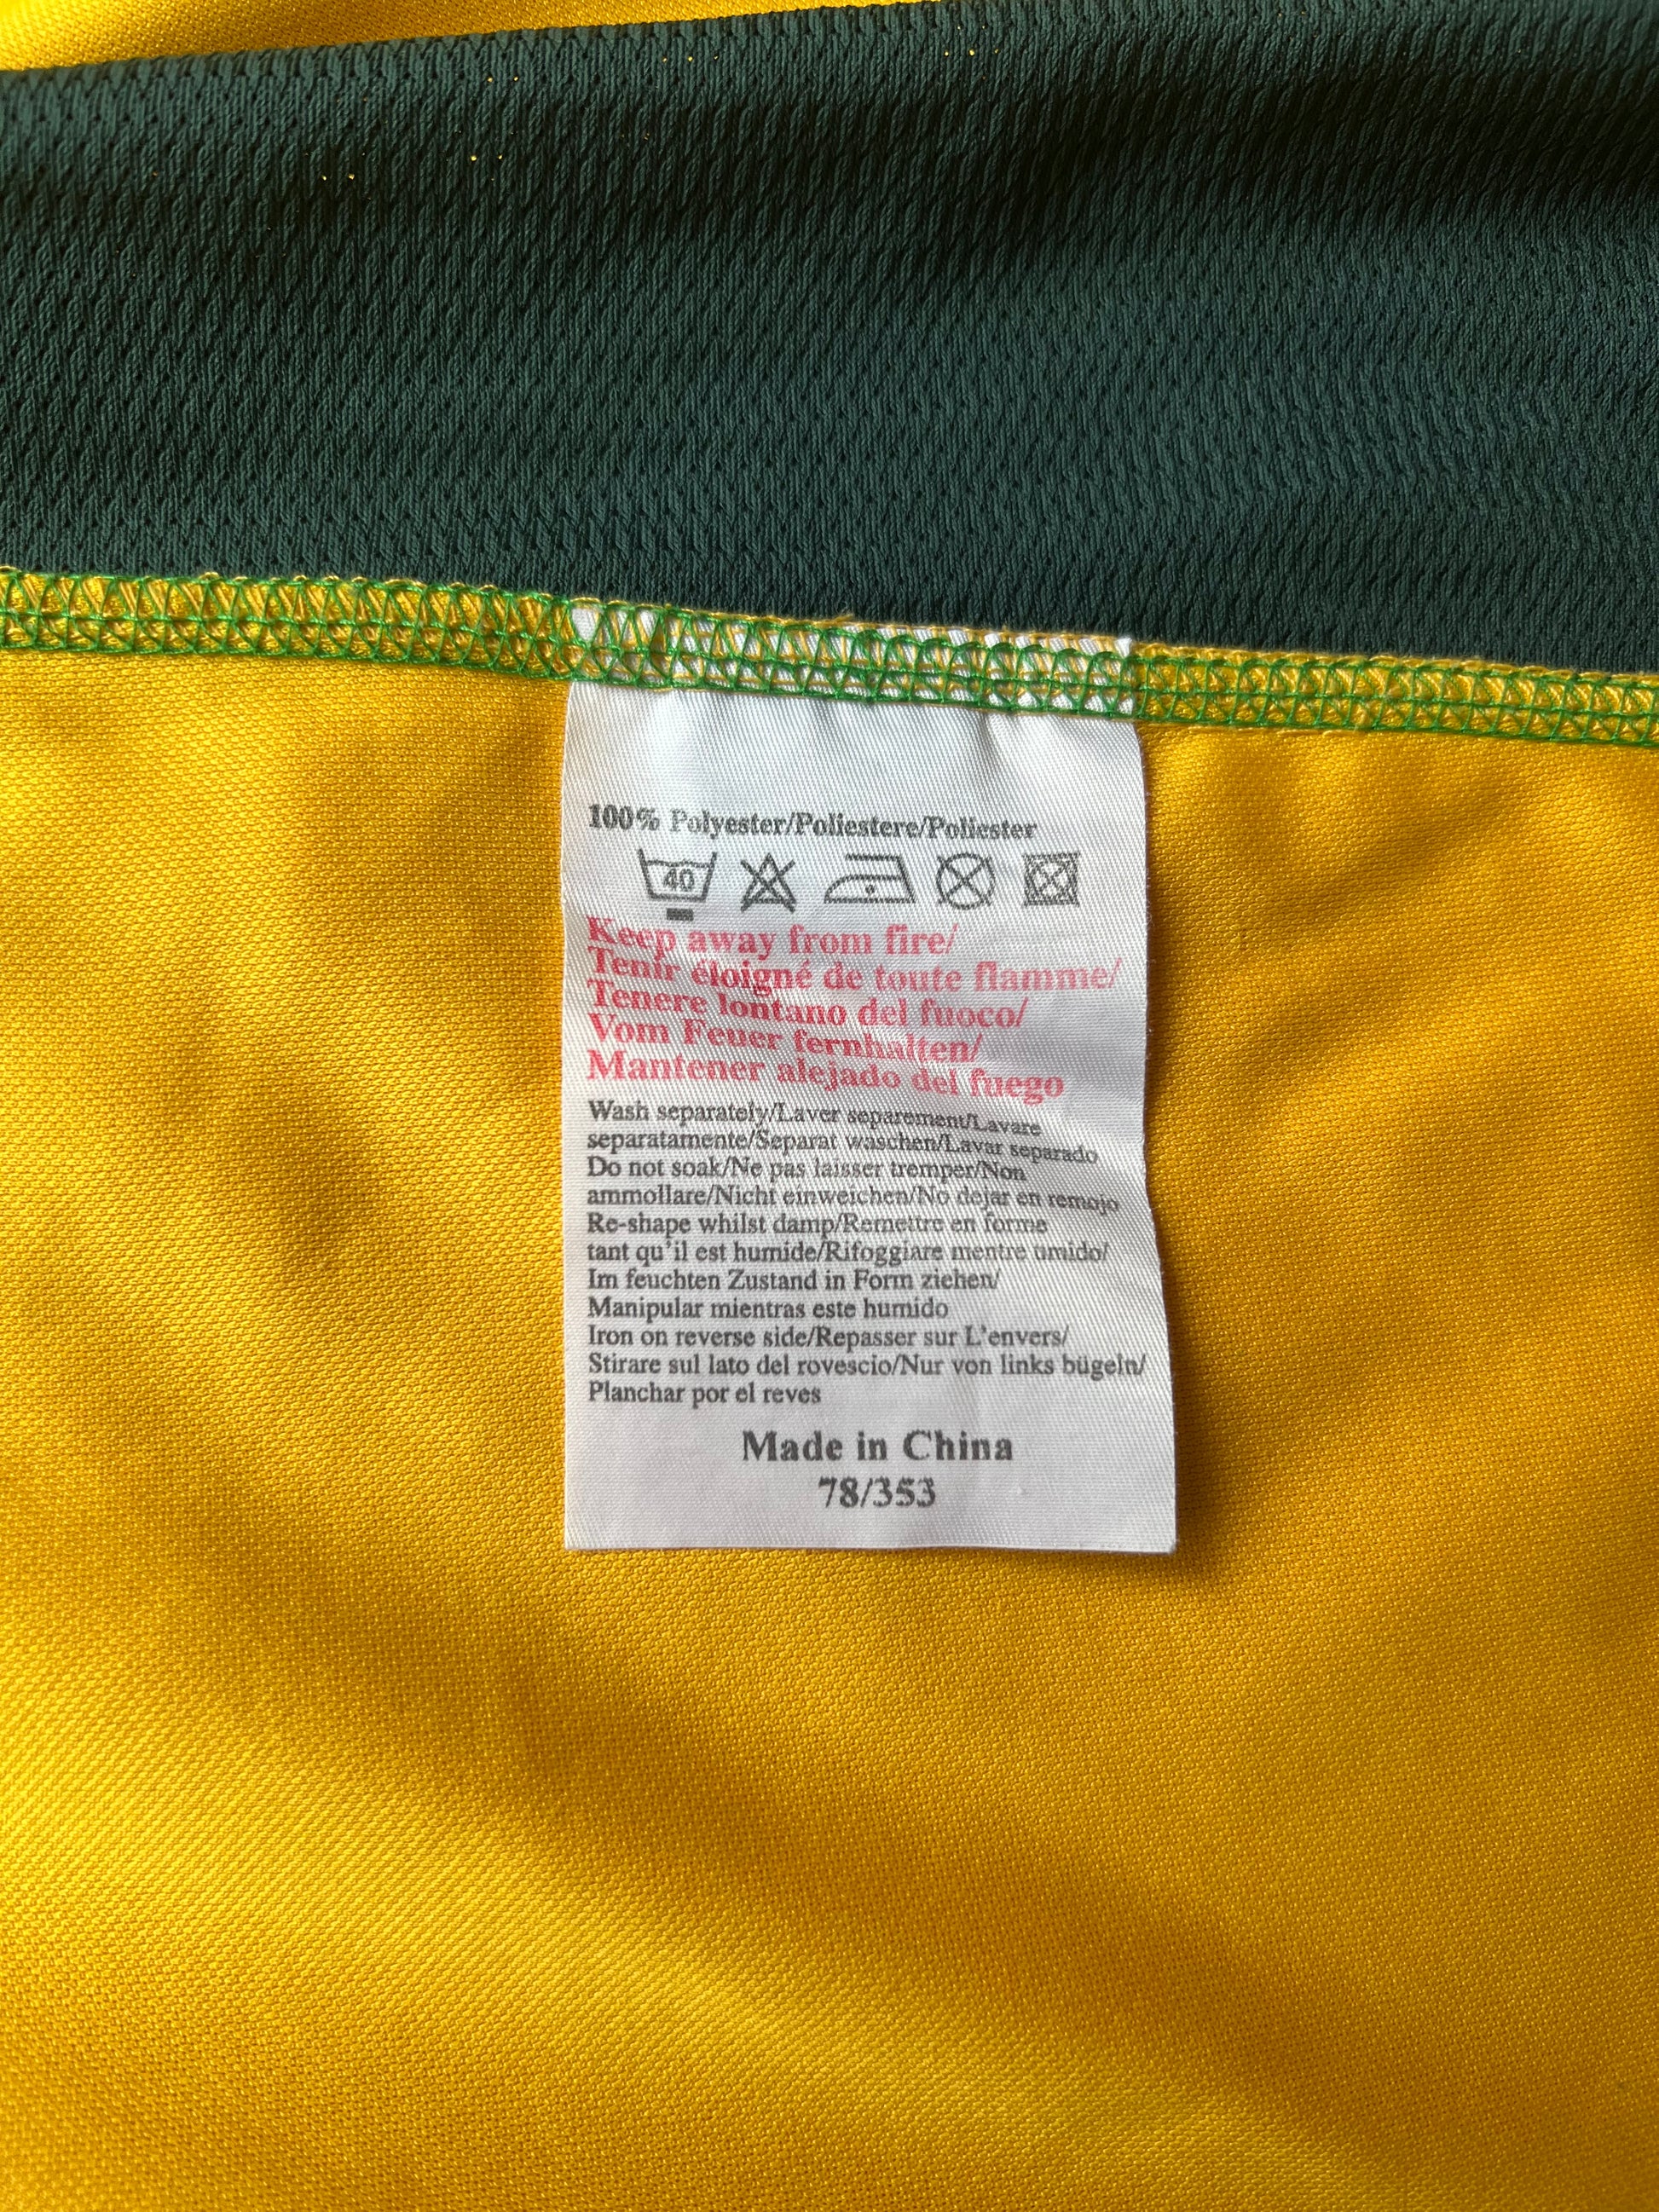 100% Polyester/Poliestere/Poliester
40
Keep away from fire/
Tenir éloigné de toute flamme/
Tenere lontano del fuoco/
Vom Feuer fernhalten/
Mantener alejado del fuego
Wash separately/Laver separement/Lavare
separatamente/Separat waschen/Lavar separado
Do not soak/Ne pas laisser tremper/Non
ammollare/Nicht einweichen/No dejar en remojo
Re-shape whilst damp/Remettre en forme
tant qu'il est humide/Rifoggiare mentre umido/
Im feuchten Zustand in Form ziehen/
Manipular mientras este humido
Iron on reverse side/Repasser sur L'envers/
Stirare sul lato del rovescio/Nur von links bügeln/
Planchar por el reves
Made in China
78/353